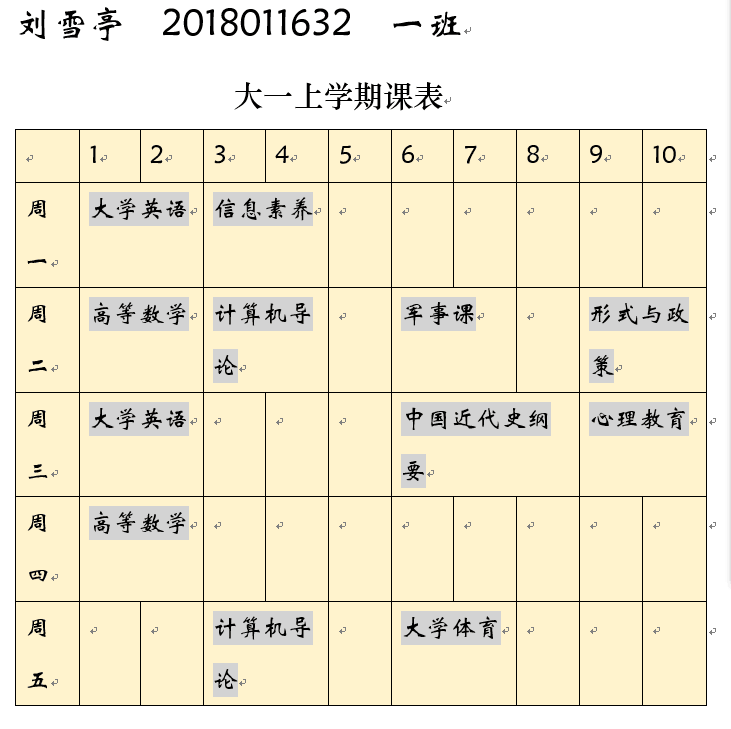 刘雪亭 2018011632 一班
大一上学期课表
1 2 3 4 5 6 7 8 9 10
周一 大学英语 信息素养
周二 高等数学 计算机导论 军事课 形式与政策
周三 大学英语 中国近代史纲要 心理教育
周四 高等数学
周五 计算机导论 大学体育